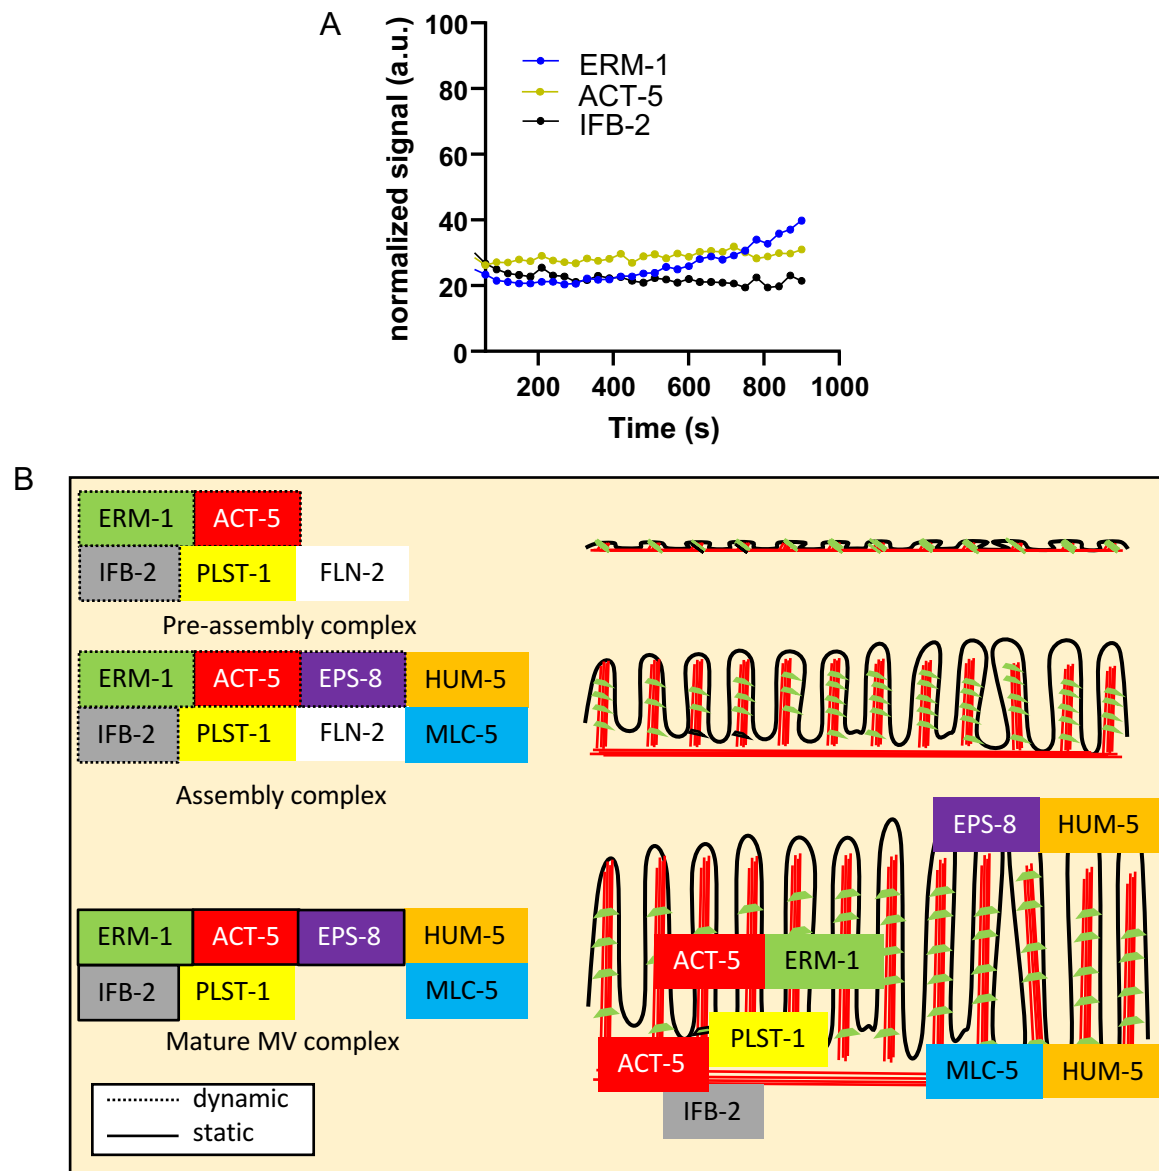 A
normalized signal (a.u.)
100
80
60
40
20
0
ERM-1
ACT-5
IFB-2
200 400 600 800 1000
Time (s)
B
ERM-1 ACT-5
IFB-2 PLST-1 FLN-2
Pre-assembly complex
ERM-1 ACT-5 EPS-8 HUM-5
IFB-2 PLST-1 FLN-2 MLC-5
Assembly complex
EPS-8 HUM-5
ERM-1 ACT-5 EPS-8 HUM-5
IFB-2 PLST-1 MLC-5
Mature MV complex
ACT-5 ERM-1
PLST-1
ACT-5 MLC-5 HUM-5
IFB-2
dynamic
static